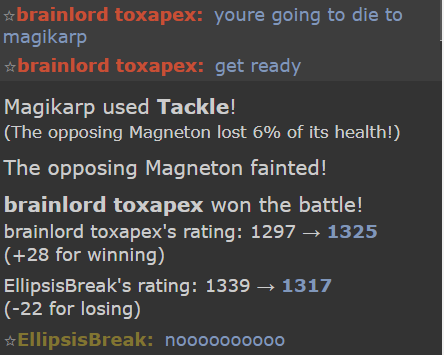 ☆brainlord toxapex: youre going to die to
magikarp
☆brainlord toxapex: get ready
Magikarp used Tackle!
(The opposing Magneton lost 6% of its health!)
The opposing Magneton fainted!
brainlord toxapex won the battle!
brainlord toxapex's rating: 1297 → 1325
(+28 for winning)
EllipsisBreak's rating: 1339 → 1317
(-22 for losing)
☆EllipsisBreak: noooooooooo